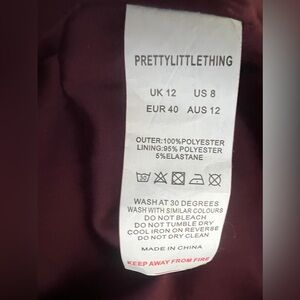 PRETTYLITTLETHING
UK 12 US 8
EUR 40 AUS 12
OUTER:100%POLYESTER
LINING:95% POLYESTER
5%ELASTANE
WASH AT 30 DEGREES
WASH WITH SIMILAR COLOURS
DO NOT BLEACH
DO NOT TUMBLE DRY
COOL IRON ON REVERSE
DO NOT DRY CLEAN
MADE IN CHINA
KEEP AWAY FROM FIRE